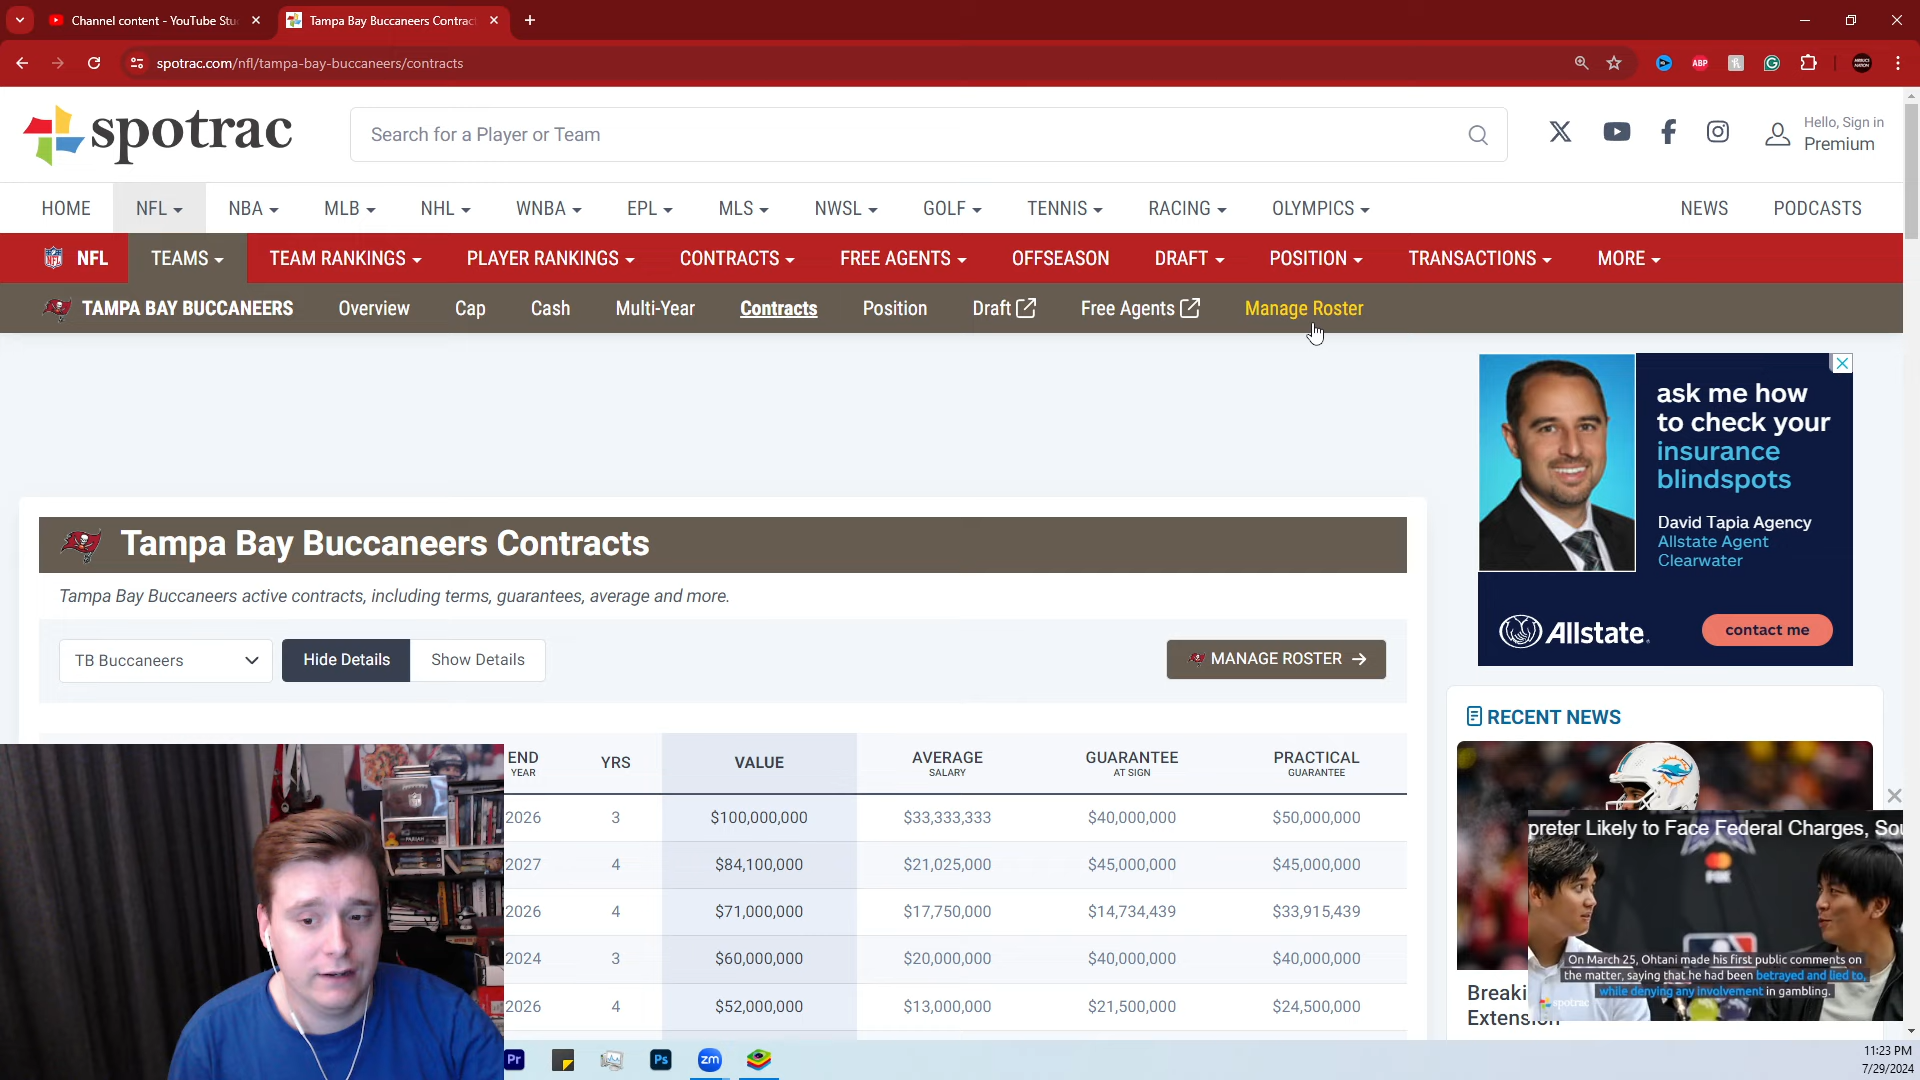 Channel content - YouTube Stu
Tampa Bay Buccaneers Contrac
spotrac.com/nfl/tampa-bay-buccaneers/contracts
ABP
spotrac
Search for a Player or Team
Hello, Sign in
Premium
HOME NFL NBA MLB NHL WNBA EPL MLS NWSL GOLF TENNIS RACING OLYMPICS NEWS PODCASTS
NFL TEAMS TEAM RANKINGS PLAYER RANKINGS CONTRACTS FREE AGENTS OFFSEASON DRAFT POSITION TRANSACTIONS MORE
TAMPA BAY BUCCANEERS Overview Cap Cash Multi-Year Contracts Position Draft Free Agents Manage Roster
ask me how
to check your
insurance
blindspots
David Tapia Agency
Allstate Agent
Clearwater
Allstate.
contact me
Tampa Bay Buccaneers Contracts
Tampa Bay Buccaneers active contracts, including terms, guarantees, average and more.
TB Buccaneers Hide Details Show Details MANAGE ROSTER
RECENT NEWS
END YRS VALUE AVERAGE GUARANTEE PRACTICAL
YEAR SALARY AT SIGN GUARANTEE
2026 3 $100,000,000 $33,333,333 $40,000,000 $50,000,000
2027 4 $84,100,000 $21,025,000 $45,000,000 $45,000,000
2026 4 $71,000,000 $17,750,000 $14,734,439 $33,915,439
2024 3 $60,000,000 $20,000,000 $40,000,000 $40,000,000
2026 4 $52,000,000 $13,000,000 $21,500,000 $24,500,000
preter Likely to Face Federal Charges, Sou
FOX
On March 25, Ohtani made his first public comments on
the matter, saying that he had been betrayed and lied to,
while denying any involvement in gambling.
spotrac
Breaki
Extension
Pr
Ps
zm
11:23 PM
7/29/2024